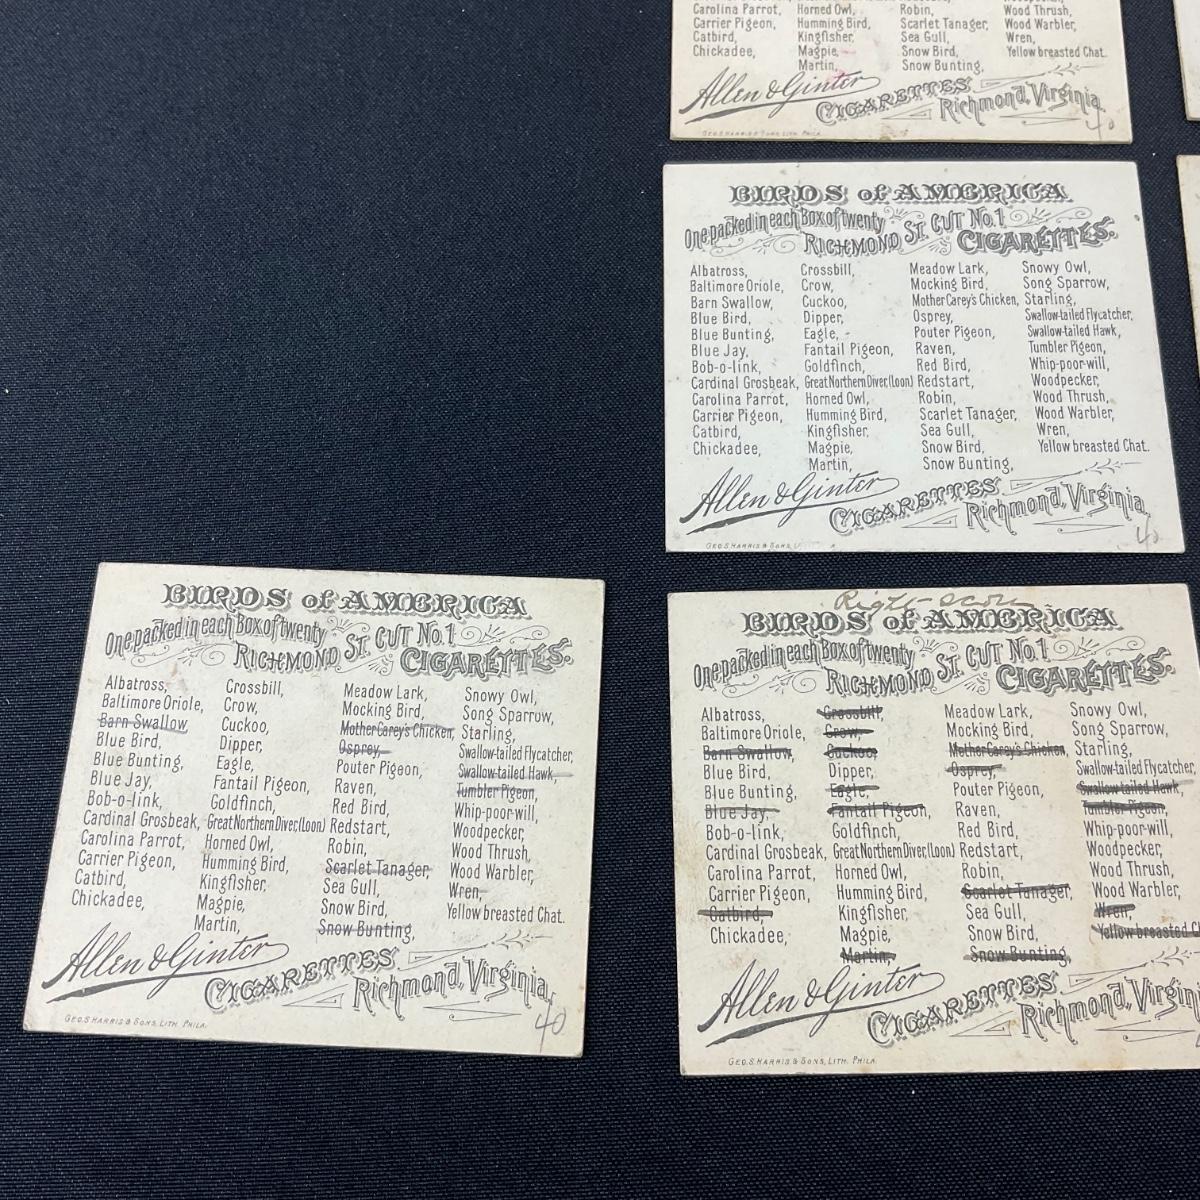 Carolina Parrot, Horned Owl, Robin, Wood Thrush,
Carrier Pigeon, Humming Bird, Scarlet Tanager, Wood Warbler,
Catbird, Kingfisher, Sea Gull, Wren,
Chickadee, Magpie, Snow Bird, Yellow breasted Chat.
Martin, Snow Bunting,
Allen & Ginter
CIGARETTES Richmond, Virginia.
40
GEO. S. HARRIS & SONS, LITH. PHILA.
BIRDS of AMERICA
One packed in each Box of twenty
RICHMOND ST. CUT No. 1
CIGARETTES.
Albatross, Crossbill, Meadow Lark, Snowy Owl,
Baltimore Oriole, Crow, Mocking Bird, Song Sparrow,
Barn Swallow, Cuckoo, Mother Carey's Chicken, Starling,
Blue Bird, Dipper, Osprey, Swallow-tailed Flycatcher,
Blue Bunting, Eagle, Pouter Pigeon, Swallow-tailed Hawk,
Blue Jay, Fantail Pigeon, Raven, Tumbler Pigeon,
Bob-o-link, Goldfinch, Red Bird, Whip-poor-will,
Cardinal Grosbeak, Great Northern Diver, (Loon) Redstart, Woodpecker,
Carolina Parrot, Horned Owl, Robin, Wood Thrush,
Carrier Pigeon, Humming Bird, Scarlet Tanager, Wood Warbler,
Catbird, Kingfisher, Sea Gull, Wren,
Chickadee, Magpie, Snow Bird, Yellow breasted Chat.
Martin, Snow Bunting,
Allen & Ginter
CIGARETTES Richmond, Virginia.
40
GEO. S. HARRIS & SONS,
BIRDS of AMERICA
One packed in each Box of twenty
RICHMOND ST. CUT No. 1
CIGARETTES.
Albatross, Crossbill, Meadow Lark, Snowy Owl,
Baltimore Oriole, Crow, Mocking Bird, Song Sparrow,
Barn Swallow, Cuckoo, Mother Carey's Chicken, Starling,
Blue Bird, Dipper, Osprey, Swallow-tailed Flycatcher,
Blue Bunting, Eagle, Pouter Pigeon, Swallow-tailed Hawk,
Blue Jay, Fantail Pigeon, Raven, Tumbler Pigeon,
Bob-o-link, Goldfinch, Red Bird, Whip-poor-will,
Cardinal Grosbeak, Great Northern Diver, (Loon) Redstart, Woodpecker,
Carolina Parrot, Horned Owl, Robin, Wood Thrush,
Carrier Pigeon, Humming Bird, Scarlet Tanager, Wood Warbler,
Catbird, Kingfisher, Sea Gull, Wren,
Chickadee, Magpie, Snow Bird, Yellow breasted Chat.
Martin, Snow Bunting,
Allen & Ginter
CIGARETTES Richmond, Virginia.
40
GEO. S. HARRIS & SONS, LITH. PHILA.
BIRDS of AMERICA
One packed in each Box of twenty
RICHMOND ST. CUT No. 1
CIGARETTES.
Albatross, Crossbill, Meadow Lark, Snowy Owl,
Baltimore Oriole, Crow, Mocking Bird, Song Sparrow,
Barn Swallow, Cuckoo, Mother Carey's Chicken, Starling,
Blue Bird, Dipper, Osprey, Swallow-tailed Flycatcher,
Blue Bunting, Eagle, Pouter Pigeon, Swallow-tailed Hawk,
Blue Jay, Fantail Pigeon, Raven, Tumbler Pigeon,
Bob-o-link, Goldfinch, Red Bird, Whip-poor-will,
Cardinal Grosbeak, Great Northern Diver, (Loon) Redstart, Woodpecker,
Carolina Parrot, Horned Owl, Robin, Wood Thrush,
Carrier Pigeon, Humming Bird, Scarlet Tanager, Wood Warbler,
Catbird, Kingfisher, Sea Gull, Wren,
Chickadee, Magpie, Snow Bird, Yellow breasted C
Martin, Snow Bunting,
Allen & Ginter
CIGARETTES Richmond, Virgin
GEO. S. HARRIS & SONS, LITH. PHILA.